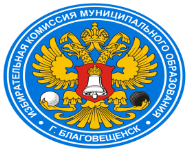 ИЗБИРАТЕЛЬНАЯ КОМИССИЯ МУНИЦИПАЛЬНОГО ОБРАЗОВАНИЯ
Г. БЛАГОВЕЩЕНСК